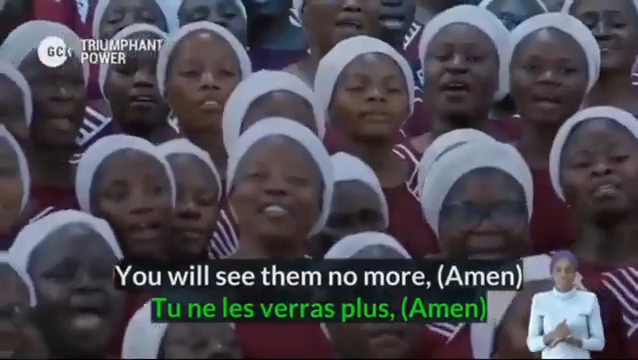 GCK
TRIUMPHANT
POWER
You will see them no more, (Amen)
Tu ne les verras plus, (Amen)